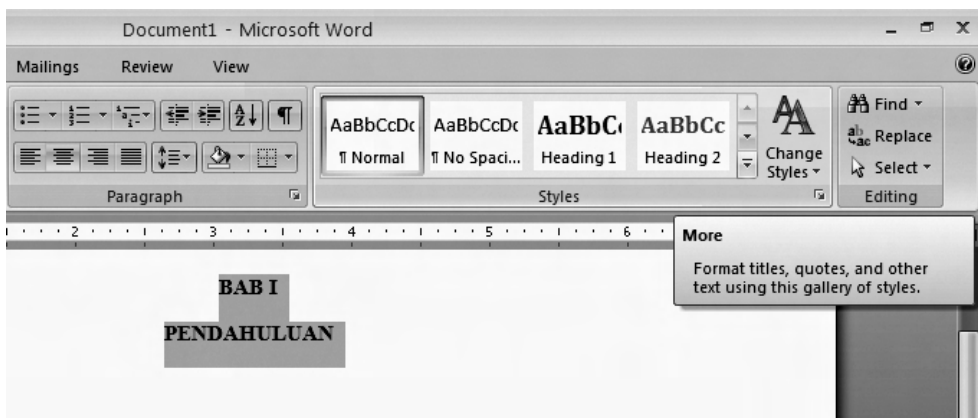 Document1 - Microsoft Word
Mailings Review View
AaBbCcDc AaBbCcDc AaBbC AaBbCc
¶ Normal ¶ No Spaci... Heading 1 Heading 2
Change Styles
Find
Replace
Select
Paragraph Styles Editing
2 3 4 5 6
More
Format titles, quotes, and other
text using this gallery of styles.
BAB I
PENDAHULUAN